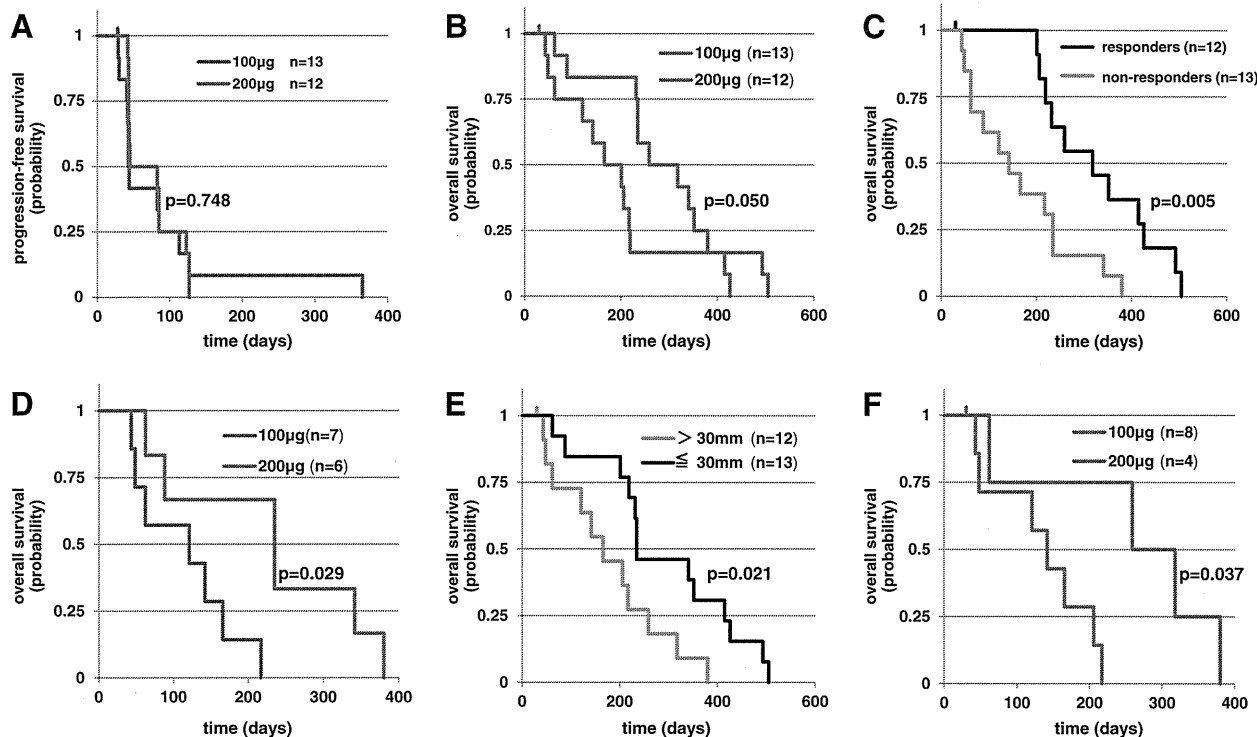 A
progression-free survival
(probability)
1
0.75
0.5
0.25
0
100µg n=13
200µg n=12
p=0.748
0
100
200
300
400
time (days)
B
overall survival
(probability)
1
0.75
0.5
0.25
0
100µg (n=13)
200µg (n=12)
p=0.050
0
200
400
600
time (days)
C
overall survival
(probability)
1
0.75
0.5
0.25
0
responders (n=12)
non-responders (n=13)
p=0.005
0
200
400
600
time (days)
D
overall survival
(probability)
1
0.75
0.5
0.25
0
100µg(n=7)
200µg (n=6)
p=0.029
0
100
200
300
400
time (days)
E
overall survival
(probability)
1
0.75
0.5
0.25
0
> 30mm (n=12)
≦ 30mm (n=13)
p=0.021
0
200
400
600
time (days)
F
overall survival
(probability)
1
0.75
0.5
0.25
0
100µg (n=8)
200µg (n=4)
p=0.037
0
100
200
300
400
time (days)